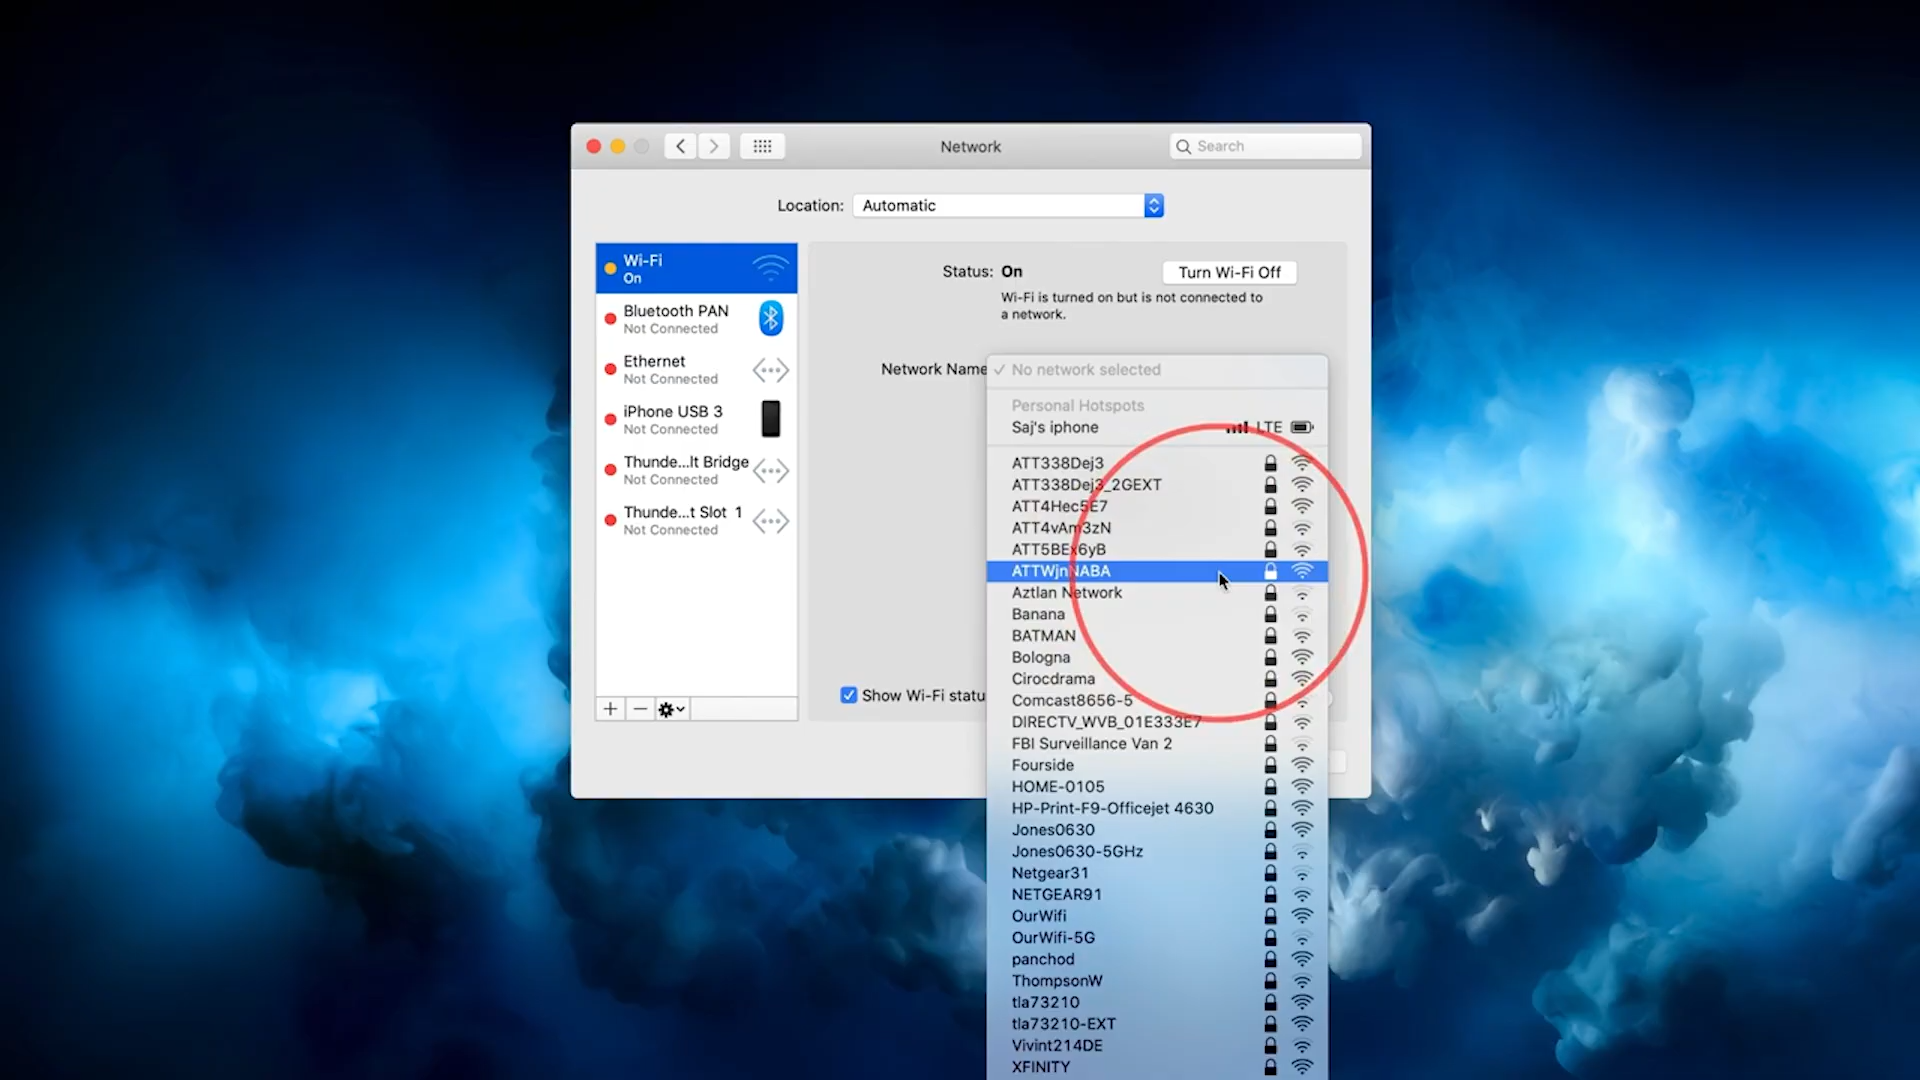 Network
Search
Location: Automatic
Wi-Fi
On
Bluetooth PAN
Not Connected
Ethernet
Not Connected
iPhone USB 3
Not Connected
Thunde...lt Bridge
Not Connected
Thunde...t Slot 1
Not Connected
Status: On
Turn Wi-Fi Off
Wi-Fi is turned on but is not connected to
a network.
Network Name
No network selected
Personal Hotspots
Saj's iphone LTE
ATT338Dej3
ATT338Dej3_2GEXT
ATT4Hec5E7
ATT4vAm3zN
ATT5BEx6yB
ATTWjnNABA
Aztlan Network
Banana
BATMAN
Bologna
Cirocdrama
Comcast8656-5
DIRECTV_WVB_01E333E7
FBI Surveillance Van 2
Fourside
HOME-0105
HP-Print-F9-Officejet 4630
Jones0630
Jones0630-5GHz
Netgear31
NETGEAR91
OurWifi
OurWifi-5G
panchod
ThompsonW
tla73210
tla73210-EXT
Vivint214DE
XFINITY
Show Wi-Fi statu